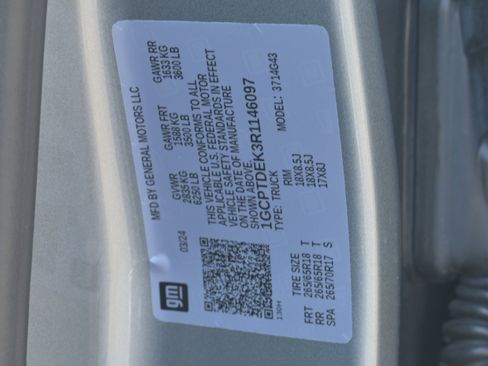 MFD BY GENERAL MOTORS LLC
03/24
GVWR GAWR FRT GAWR RR
2835 KG 1588 KG 1633 KG
6250 LB 3500 LB 3600 LB
gm
THIS VEHICLE CONFORMS TO ALL
APPLICABLE U.S. FEDERAL MOTOR
VEHICLE SAFETY STANDARDS IN EFFECT
ON THE DATE OF MANUFACTURE
SHOWN ABOVE.
1GCPTDEK3R1146097
TYPE: TRUCK MODEL: 3714G43
130H
TIRE SIZE RIM
FRT 265/65R18 T 18X8.5J
RR 265/65R18 T 18X8.5J
SPA 265/70R17 S 17X8J